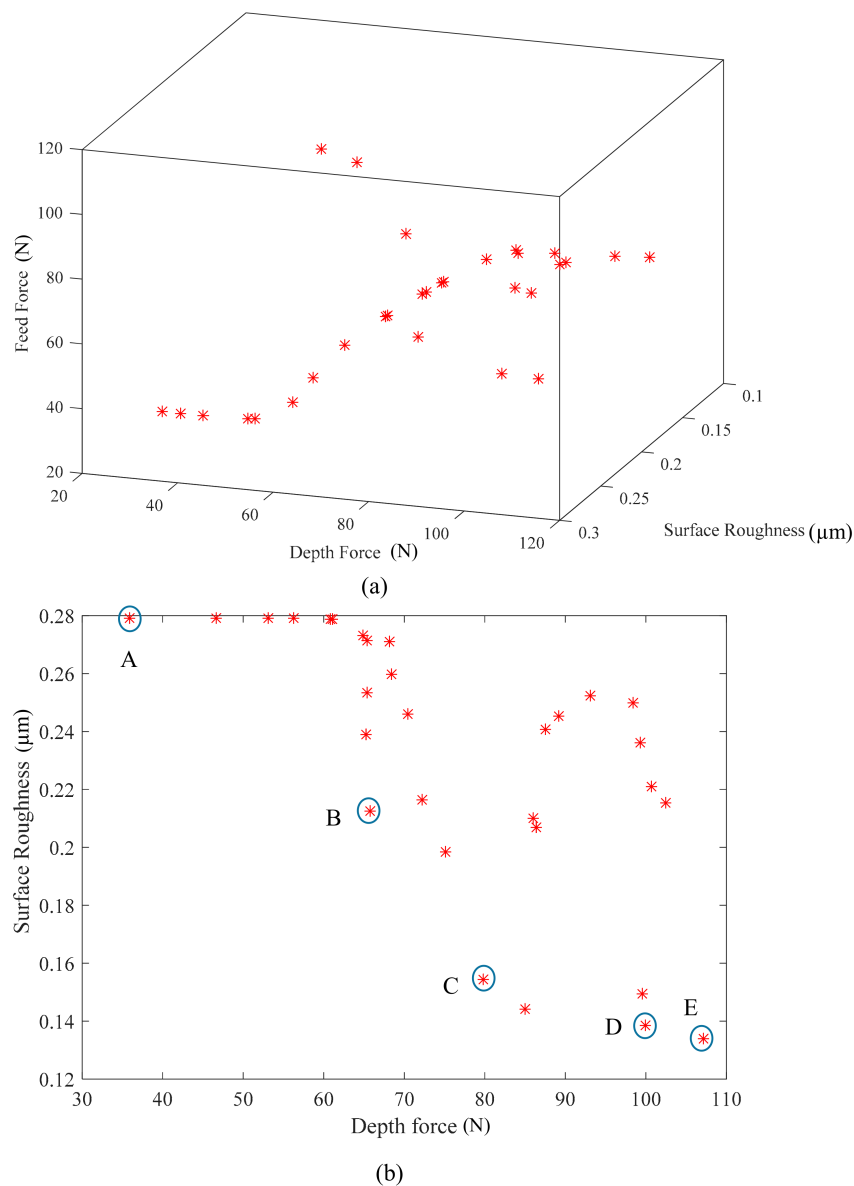 120
100
80
60
40
20
Feed Force (N)
20
40
60
80
100
120
Depth Force (N)
0.3
0.25
0.2
0.15
0.1
Surface Roughness (μm)
(a)
0.28
0.26
0.24
0.22
0.2
0.18
0.16
0.14
0.12
Surface Roughness (μm)
A
B
C
D
E
30
40
50
60
70
80
90
100
110
Depth force (N)
(b)